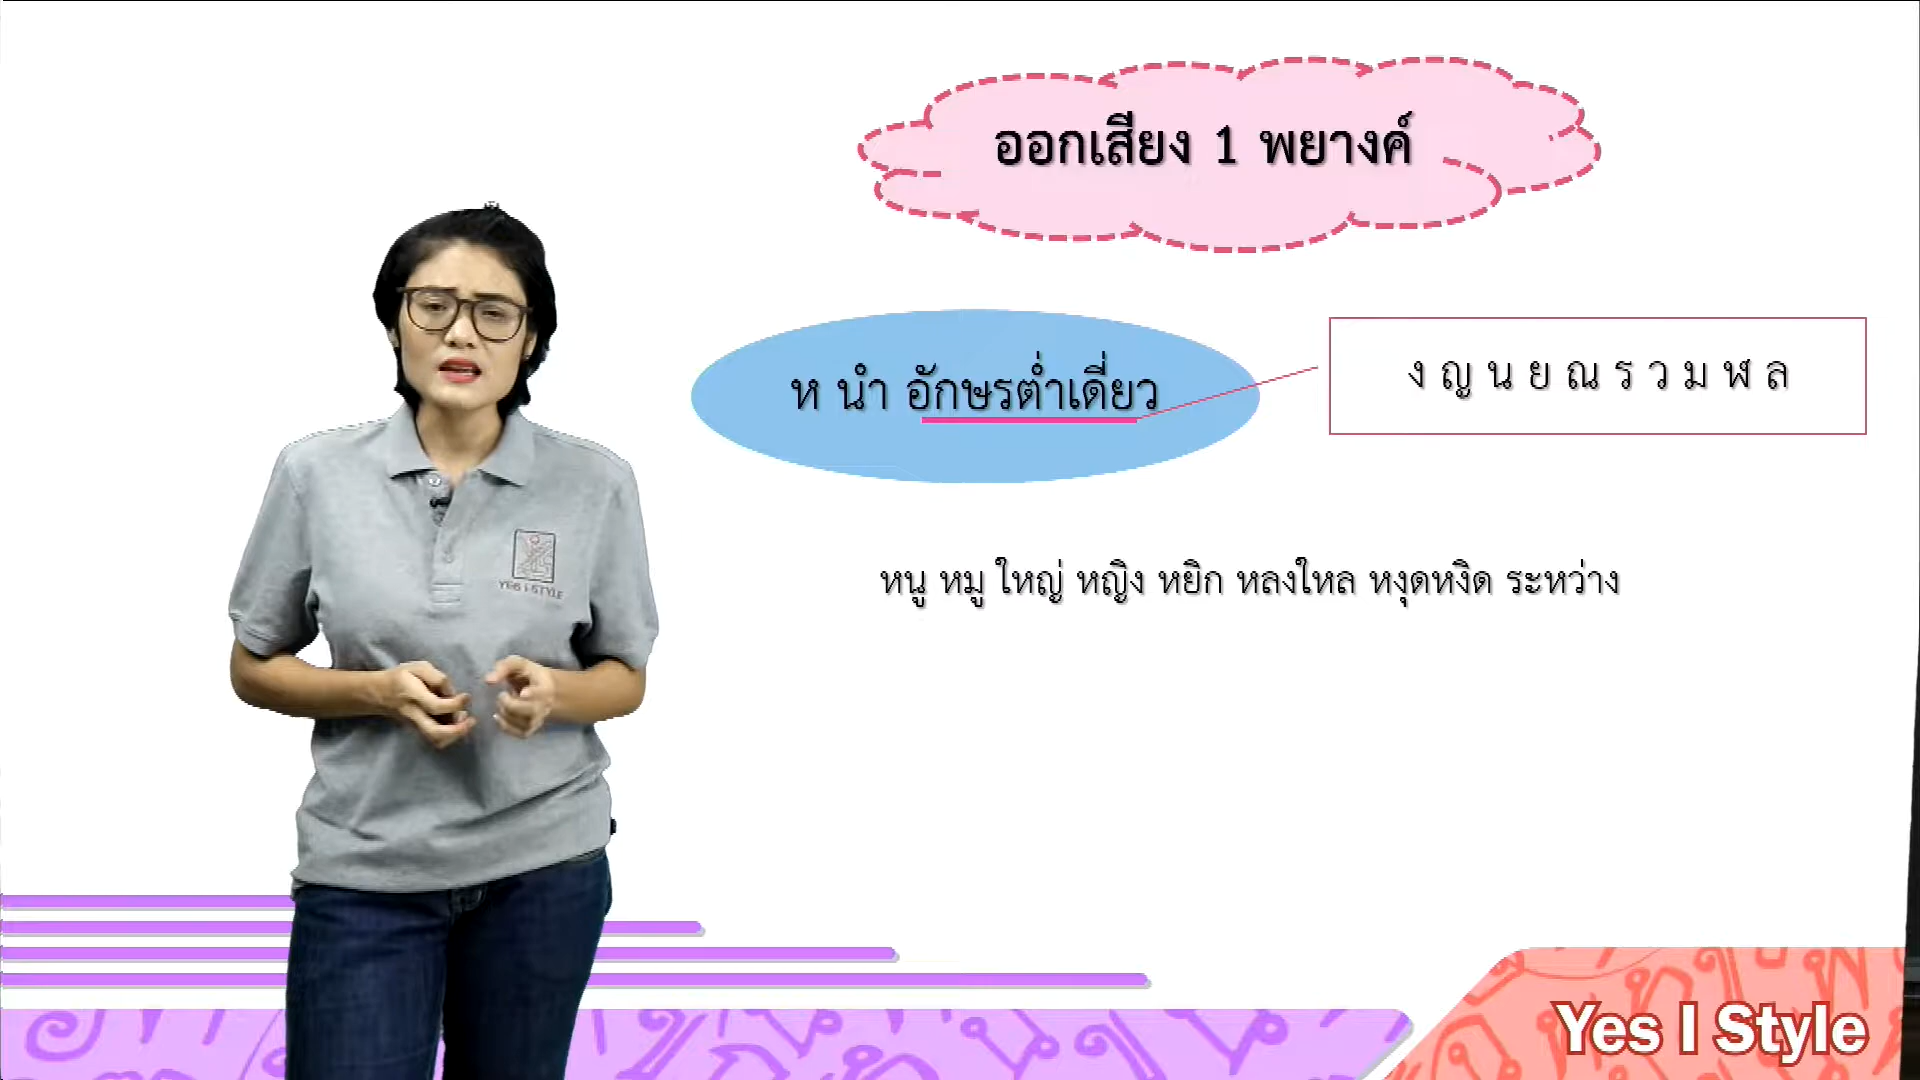 ออกเสียง 1 พยางค์
ห นำ อักษรต่ำเดี่ยว
ง ญ น ย ณ ร ว ม ฬ ล
หนู หมู ใหญ่ หญิง หยิก หลงใหล หงุดหงิด ระหว่าง
YES I STYLE
Yes I Style